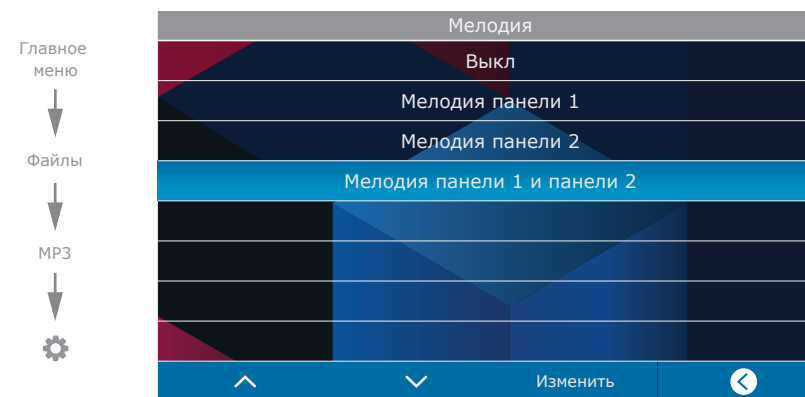 Главное
меню
Файлы
MP3
Мелодия
Выкл
Мелодия панели 1
Мелодия панели 2
Мелодия панели 1 и панели 2
Изменить